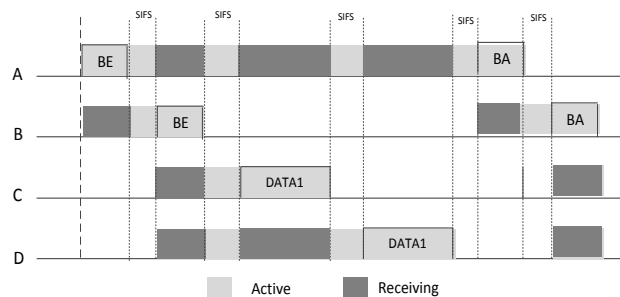 SIFS SIFS SIFS SIFS SIFS
A BE BA
B BE BA
C DATA1
D DATA1
Active Receiving